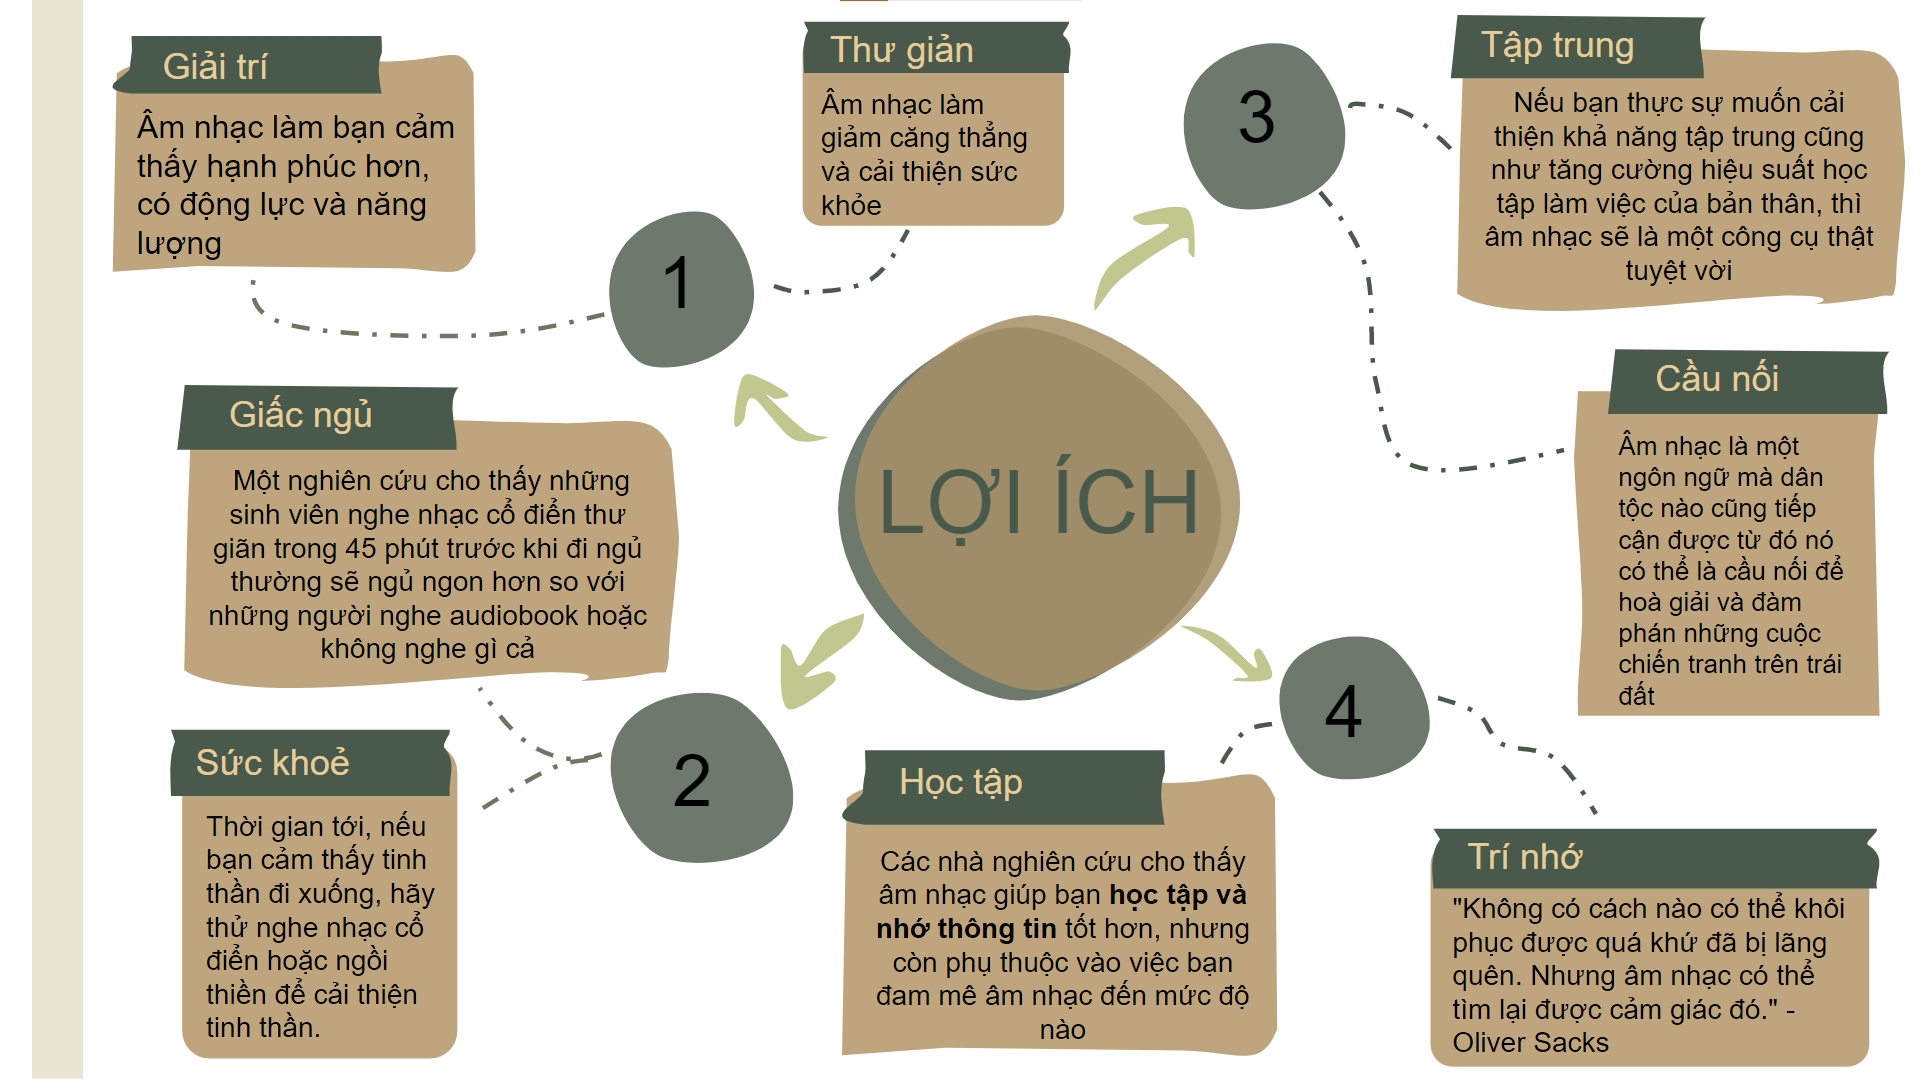 Giải trí
Âm nhạc làm bạn cảm
thấy hạnh phúc hơn,
có động lực và năng
lượng
Thư giản
Âm nhạc làm
giảm căng thẳng
và cải thiện sức
khỏe
1
3
Tập trung
Nếu bạn thực sự muốn cải
thiện khả năng tập trung cũng
như tăng cường hiệu suất học
tập làm việc của bản thân, thì
âm nhạc sẽ là một công cụ thật
tuyệt vời
Cầu nối
Âm nhạc là một
ngôn ngữ mà dân
tộc nào cũng tiếp
cận được từ đó nó
có thể là cầu nối để
hoà giải và đàm
phán những cuộc
chiến tranh trên trái
đất
LỢI ÍCH
Giấc ngủ
Một nghiên cứu cho thấy những
sinh viên nghe nhạc cổ điển thư
giãn trong 45 phút trước khi đi ngủ
thường sẽ ngủ ngon hơn so với
những người nghe audiobook hoặc
không nghe gì cả
2
Sức khoẻ
Thời gian tới, nếu
bạn cảm thấy tinh
thần đi xuống, hãy
thử nghe nhạc cổ
điển hoặc ngồi
thiền để cải thiện
tinh thần.
4
Học tập
Các nhà nghiên cứu cho thấy
âm nhạc giúp bạn học tập và
nhớ thông tin tốt hơn, nhưng
còn phụ thuộc vào việc bạn
đam mê âm nhạc đến mức độ
nào
Trí nhớ
"Không có cách nào có thể khôi
phục được quá khứ đã bị lãng
quên. Nhưng âm nhạc có thể
tìm lại được cảm giác đó." -
Oliver Sacks